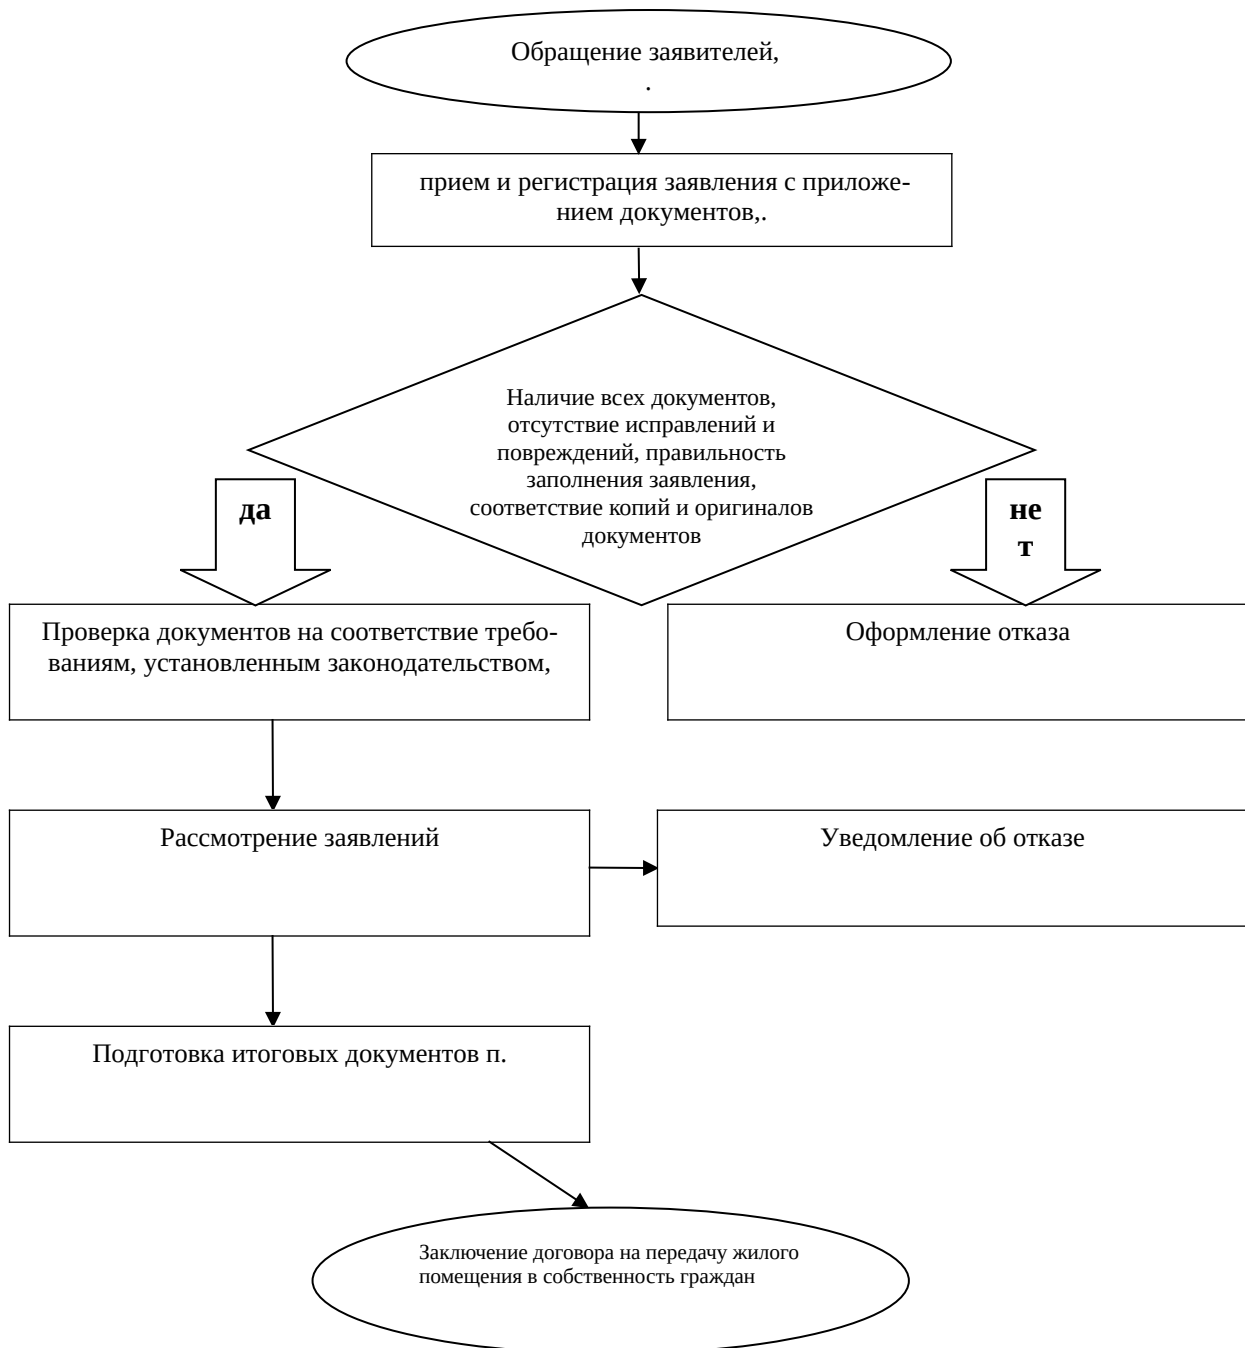 Обращение заявителей,
.
прием и регистрация заявления с приложе-
нием документов,.
Наличие всех документов,
отсутствие исправлений и
повреждений, правильность
заполнения заявления,
соответствие копий и оригиналов
документов
да
не
т
Проверка документов на соответствие требо-
ваниям, установленным законодательством,
Оформление отказа
Рассмотрение заявлений
Уведомление об отказе
Подготовка итоговых документов п.
Заключение договора на передачу жилого
помещения в собственность граждан